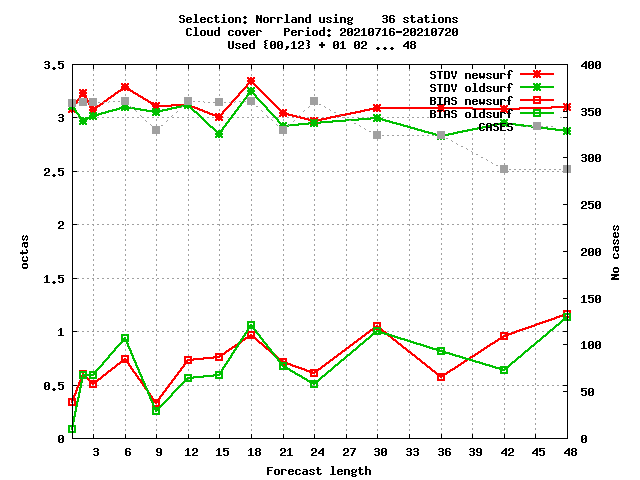 Selection: Norrland using 36 stations
Cloud cover Period: 20210716-20210720
Used {00,12} + 01 02 ... 48
STDV newsurf
STDV oldsurf
BIAS newsurf
BIAS oldsurf
CASES
3.5
3
2.5
2
1.5
1
0.5
0
octas
400
350
300
250
200
150
100
50
0
No cases
3 6 9 12 15 18 21 24 27 30 33 36 39 42 45 48
Forecast length